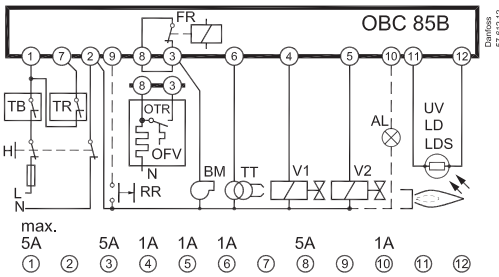 FR
OBC 85B
Danfoss
1 7 2 9 8 3 6 4 5 10 11 12
TB TR
8 3
OTR
OFV
N
H
L
N
RR
BM
TT
V1
V2
AL
UV
LD
LDS
max.
5A 5A 1A 1A 1A 5A 1A
① ② ③ ④ ⑤ ⑥ ⑦ ⑧ ⑨ ⑩ ⑪ ⑫